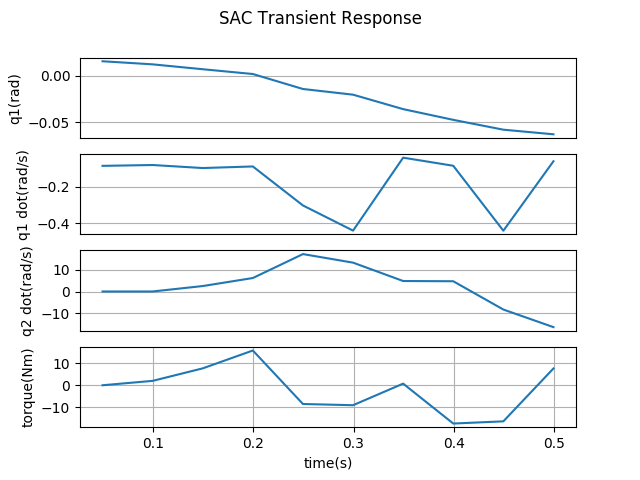 SAC Transient Response
q1(rad)
0.00
−0.05
q1 dot(rad/s)
−0.2
−0.4
q2 dot(rad/s)
10
0
−10
torque(Nm)
10
0
−10
0.1 0.2 0.3 0.4 0.5
time(s)